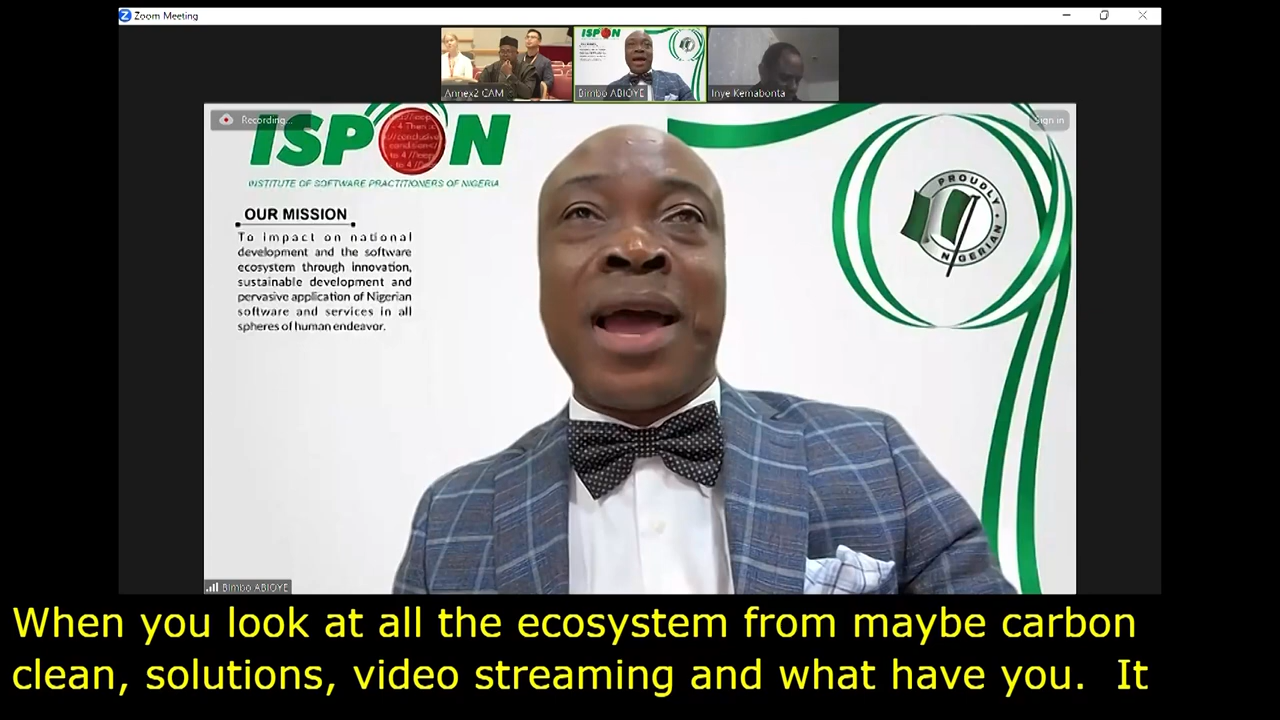 Zoom Meeting
Annex2 CAM
Bimbo ABIOYE
Inye Kemabonta
Recording...
Sign in
ISPON
INSTITUTE OF SOFTWARE PRACTITIONERS OF NIGERIA
OUR MISSION
To impact on national
development and the software
ecosystem through innovation,
sustainable development and
pervasive application of Nigerian
software and services in all
spheres of human endeavor.
PROUDLY
NIGERIAN
Bimbo ABIOYE
When you look at all the ecosystem from maybe carbon
clean, solutions, video streaming and what have you.  It